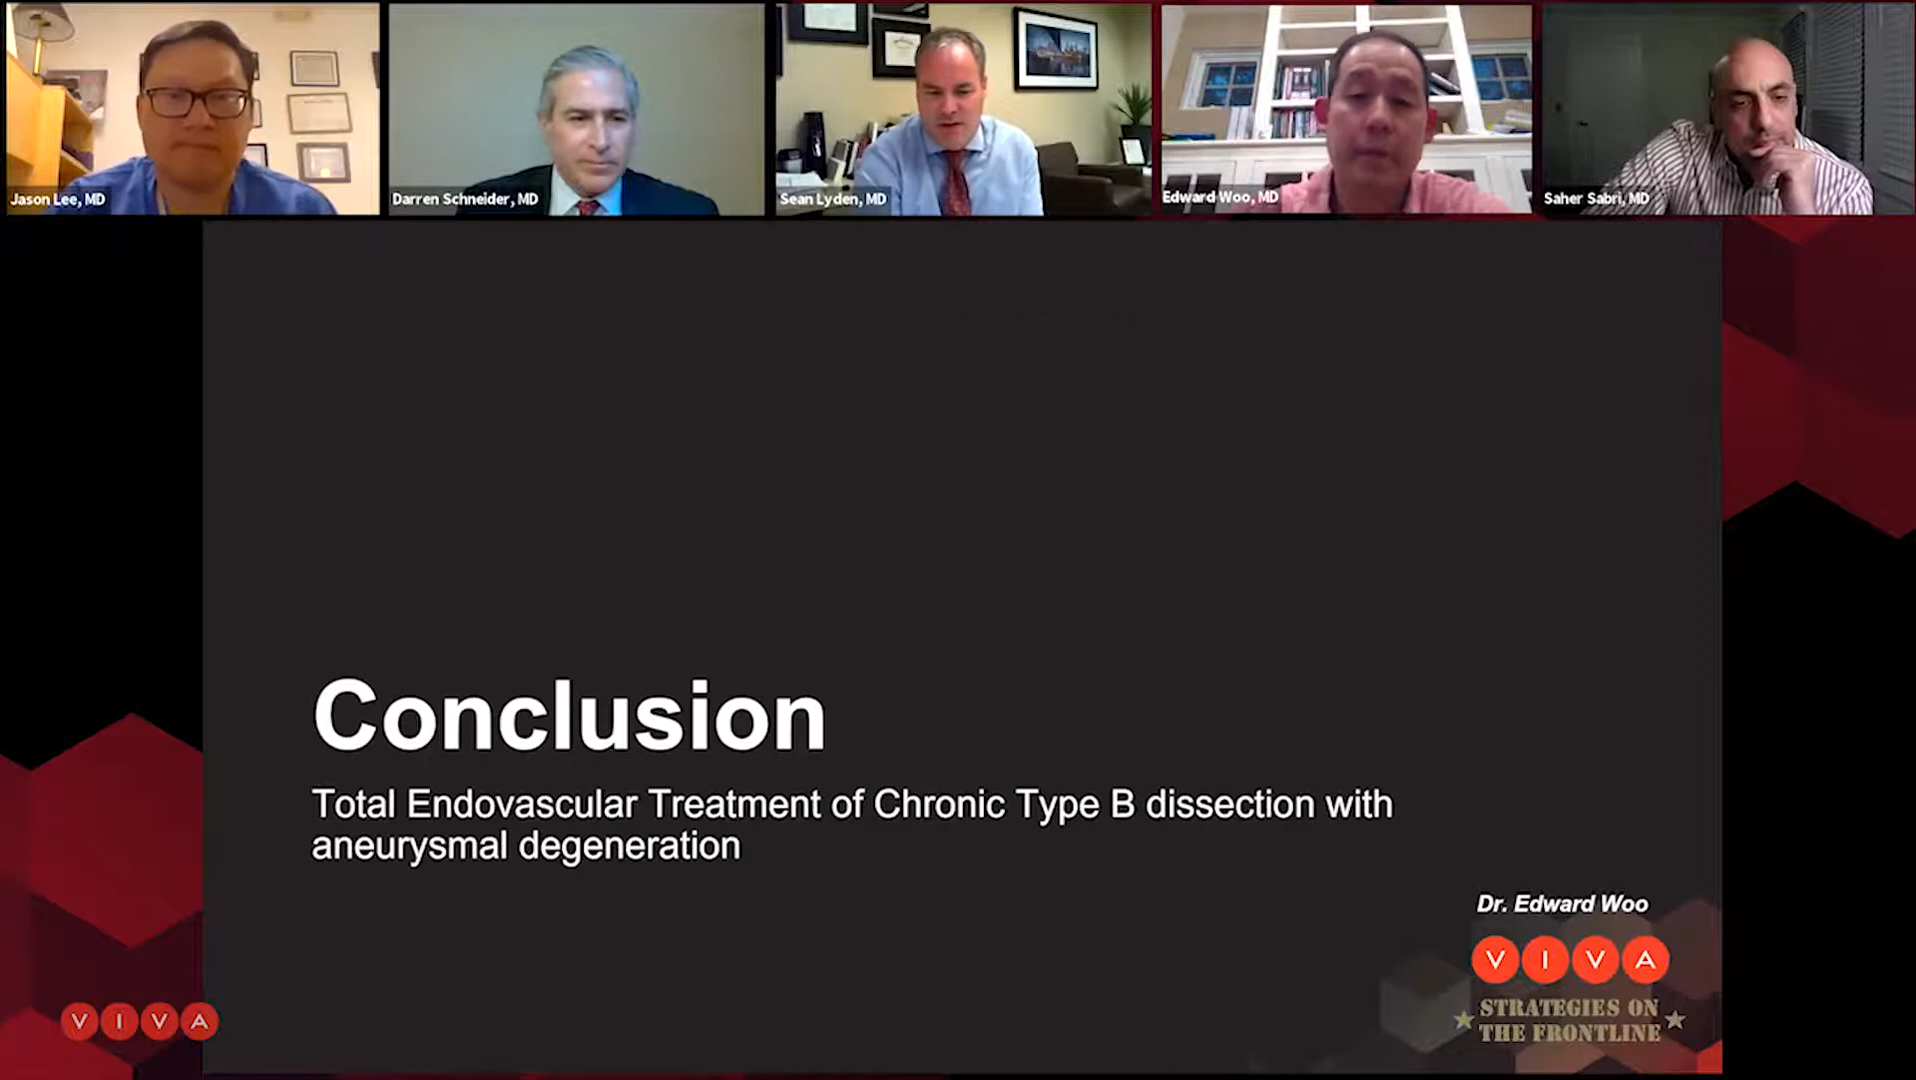 Jason Lee, MD
Darren Schneider, MD
Sean Lyden, MD
Edward Woo, MD
Saher Sabri, MD
Conclusion
Total Endovascular Treatment of Chronic Type B dissection with
aneurysmal degeneration
Dr. Edward Woo
VIVA
STRATEGIES ON
THE FRONTLINE
VIVA